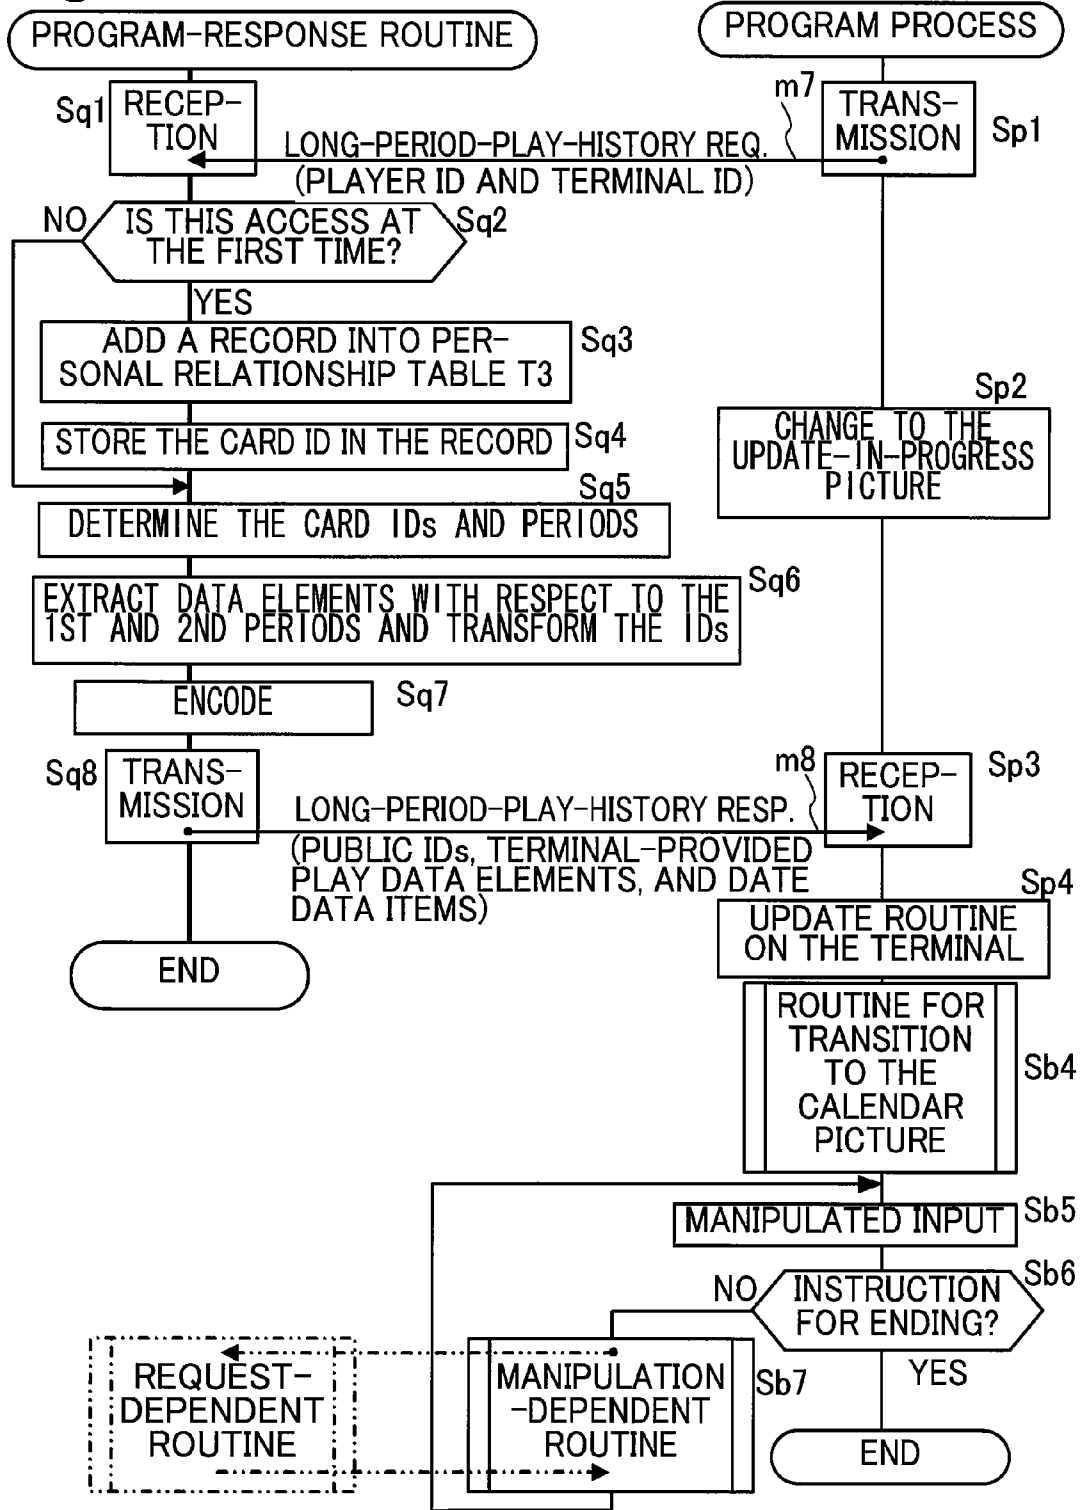 PROGRAM-RESPONSE ROUTINE
PROGRAM PROCESS
Sq1
RECEP-
TION
m7
TRANS-
MISSION
Sp1
LONG-PERIOD-PLAY-HISTORY REQ.
(PLAYER ID AND TERMINAL ID)
NO
IS THIS ACCESS AT
THE FIRST TIME?
Sq2
YES
ADD A RECORD INTO PER-
SONAL RELATIONSHIP TABLE T3
Sq3
STORE THE CARD ID IN THE RECORD
Sq4
Sp2
CHANGE TO THE
UPDATE-IN-PROGRESS
PICTURE
Sq5
DETERMINE THE CARD IDs AND PERIODS
EXTRACT DATA ELEMENTS WITH RESPECT TO THE
1ST AND 2ND PERIODS AND TRANSFORM THE IDs
Sq6
ENCODE
Sq7
Sq8
TRANS-
MISSION
m8
RECEP-
TION
Sp3
LONG-PERIOD-PLAY-HISTORY RESP.
(PUBLIC IDs, TERMINAL-PROVIDED
PLAY DATA ELEMENTS, AND DATE
DATA ITEMS)
Sp4
UPDATE ROUTINE
ON THE TERMINAL
END
ROUTINE FOR
TRANSITION
TO THE
CALENDAR
PICTURE
Sb4
MANIPULATED INPUT
Sb5
NO
INSTRUCTION
FOR ENDING?
Sb6
YES
REQUEST-
DEPENDENT
ROUTINE
MANIPULATION
-DEPENDENT
ROUTINE
Sb7
END